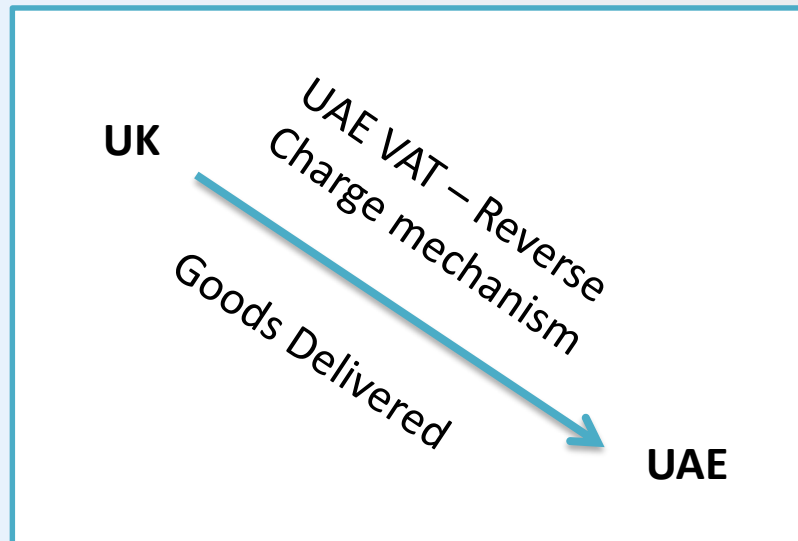 UK
UAE VAT – Reverse
Charge mechanism
Goods Delivered
UAE